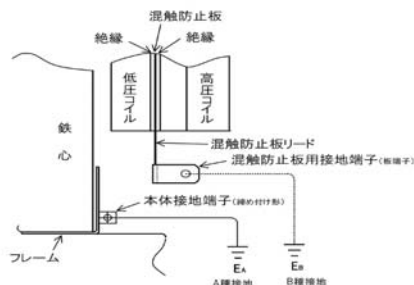 混触防止板
絶縁
絶縁
低圧コイル
高圧コイル
鉄心
混触防止板リード
混触防止板用接地端子(板端子)
本体接地端子(締め付け形)
フレーム
EA
A種接地
EB
B種接地